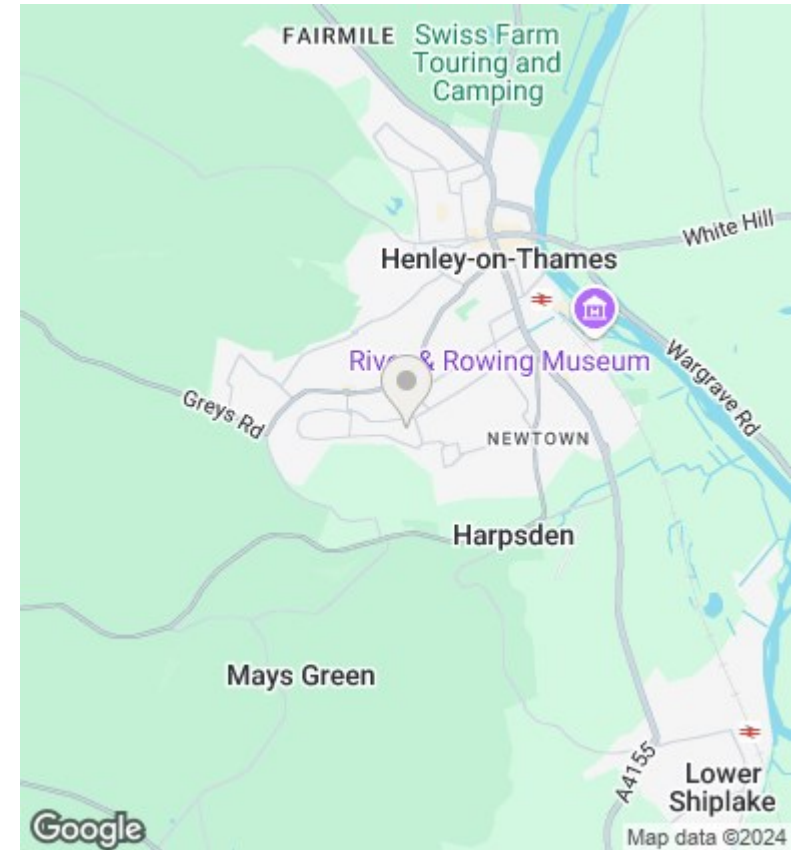 FAIRMILE
Swiss Farm
Touring and
Camping
White Hill
Henley-on-Thames
River & Rowing Museum
Wargrave Rd
Greys Rd
NEWTOWN
Harpsden
Mays Green
A4155
Lower
Shiplake
Google
Map data ©2024